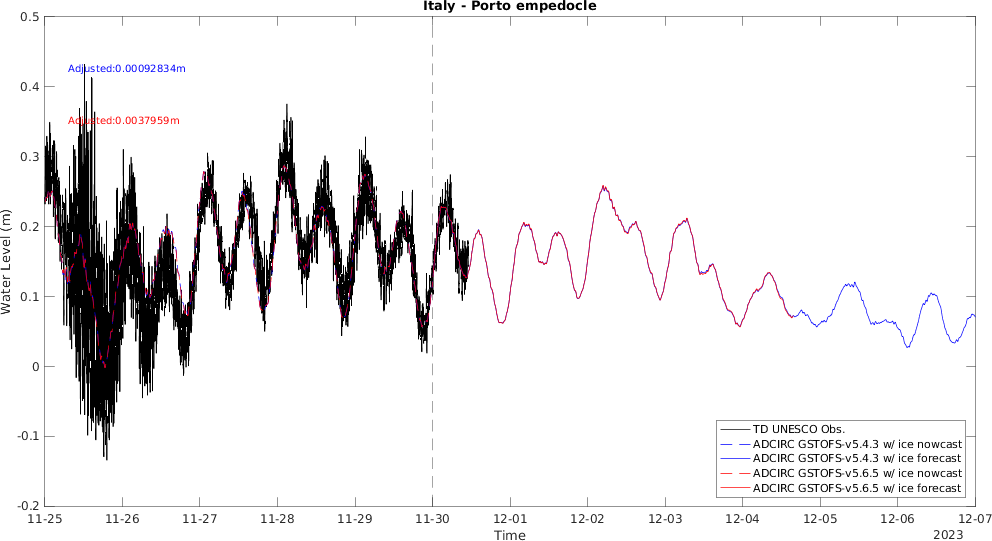 Italy - Porto empedocle
0.5
Adjusted:0.00092834m
0.4
Adjusted:0.0037959m
0.3
0.2
Water Level (m)
0.1
0
-0.1
-0.2
TD UNESCO Obs.
ADCIRC GSTOFS-v5.4.3 w/ ice nowcast
ADCIRC GSTOFS-v5.4.3 w/ ice forecast
ADCIRC GSTOFS-v5.6.5 w/ ice nowcast
ADCIRC GSTOFS-v5.6.5 w/ ice forecast
11-25 11-26 11-27 11-28 11-29 11-30 12-01 12-02 12-03 12-04 12-05 12-06 12-07
Time
2023